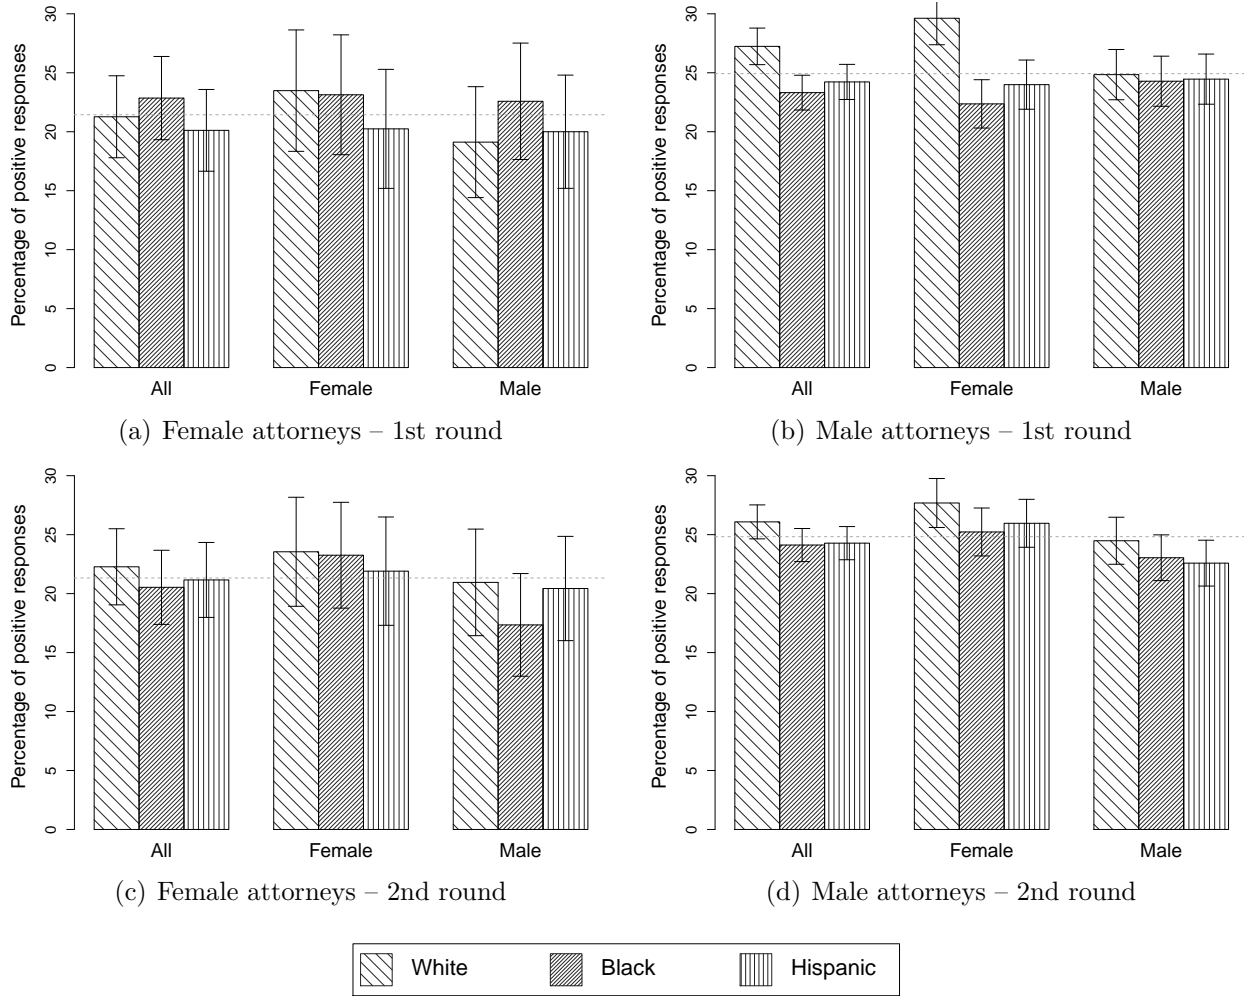 Percentage of positive responses
0 5 10 15 20 25 30
All Female Male
(a) Female attorneys – 1st round
Percentage of positive responses
0 5 10 15 20 25 30
All Female Male
(b) Male attorneys – 1st round
Percentage of positive responses
0 5 10 15 20 25 30
All Female Male
(c) Female attorneys – 2nd round
Percentage of positive responses
0 5 10 15 20 25 30
All Female Male
(d) Male attorneys – 2nd round
White Black Hispanic